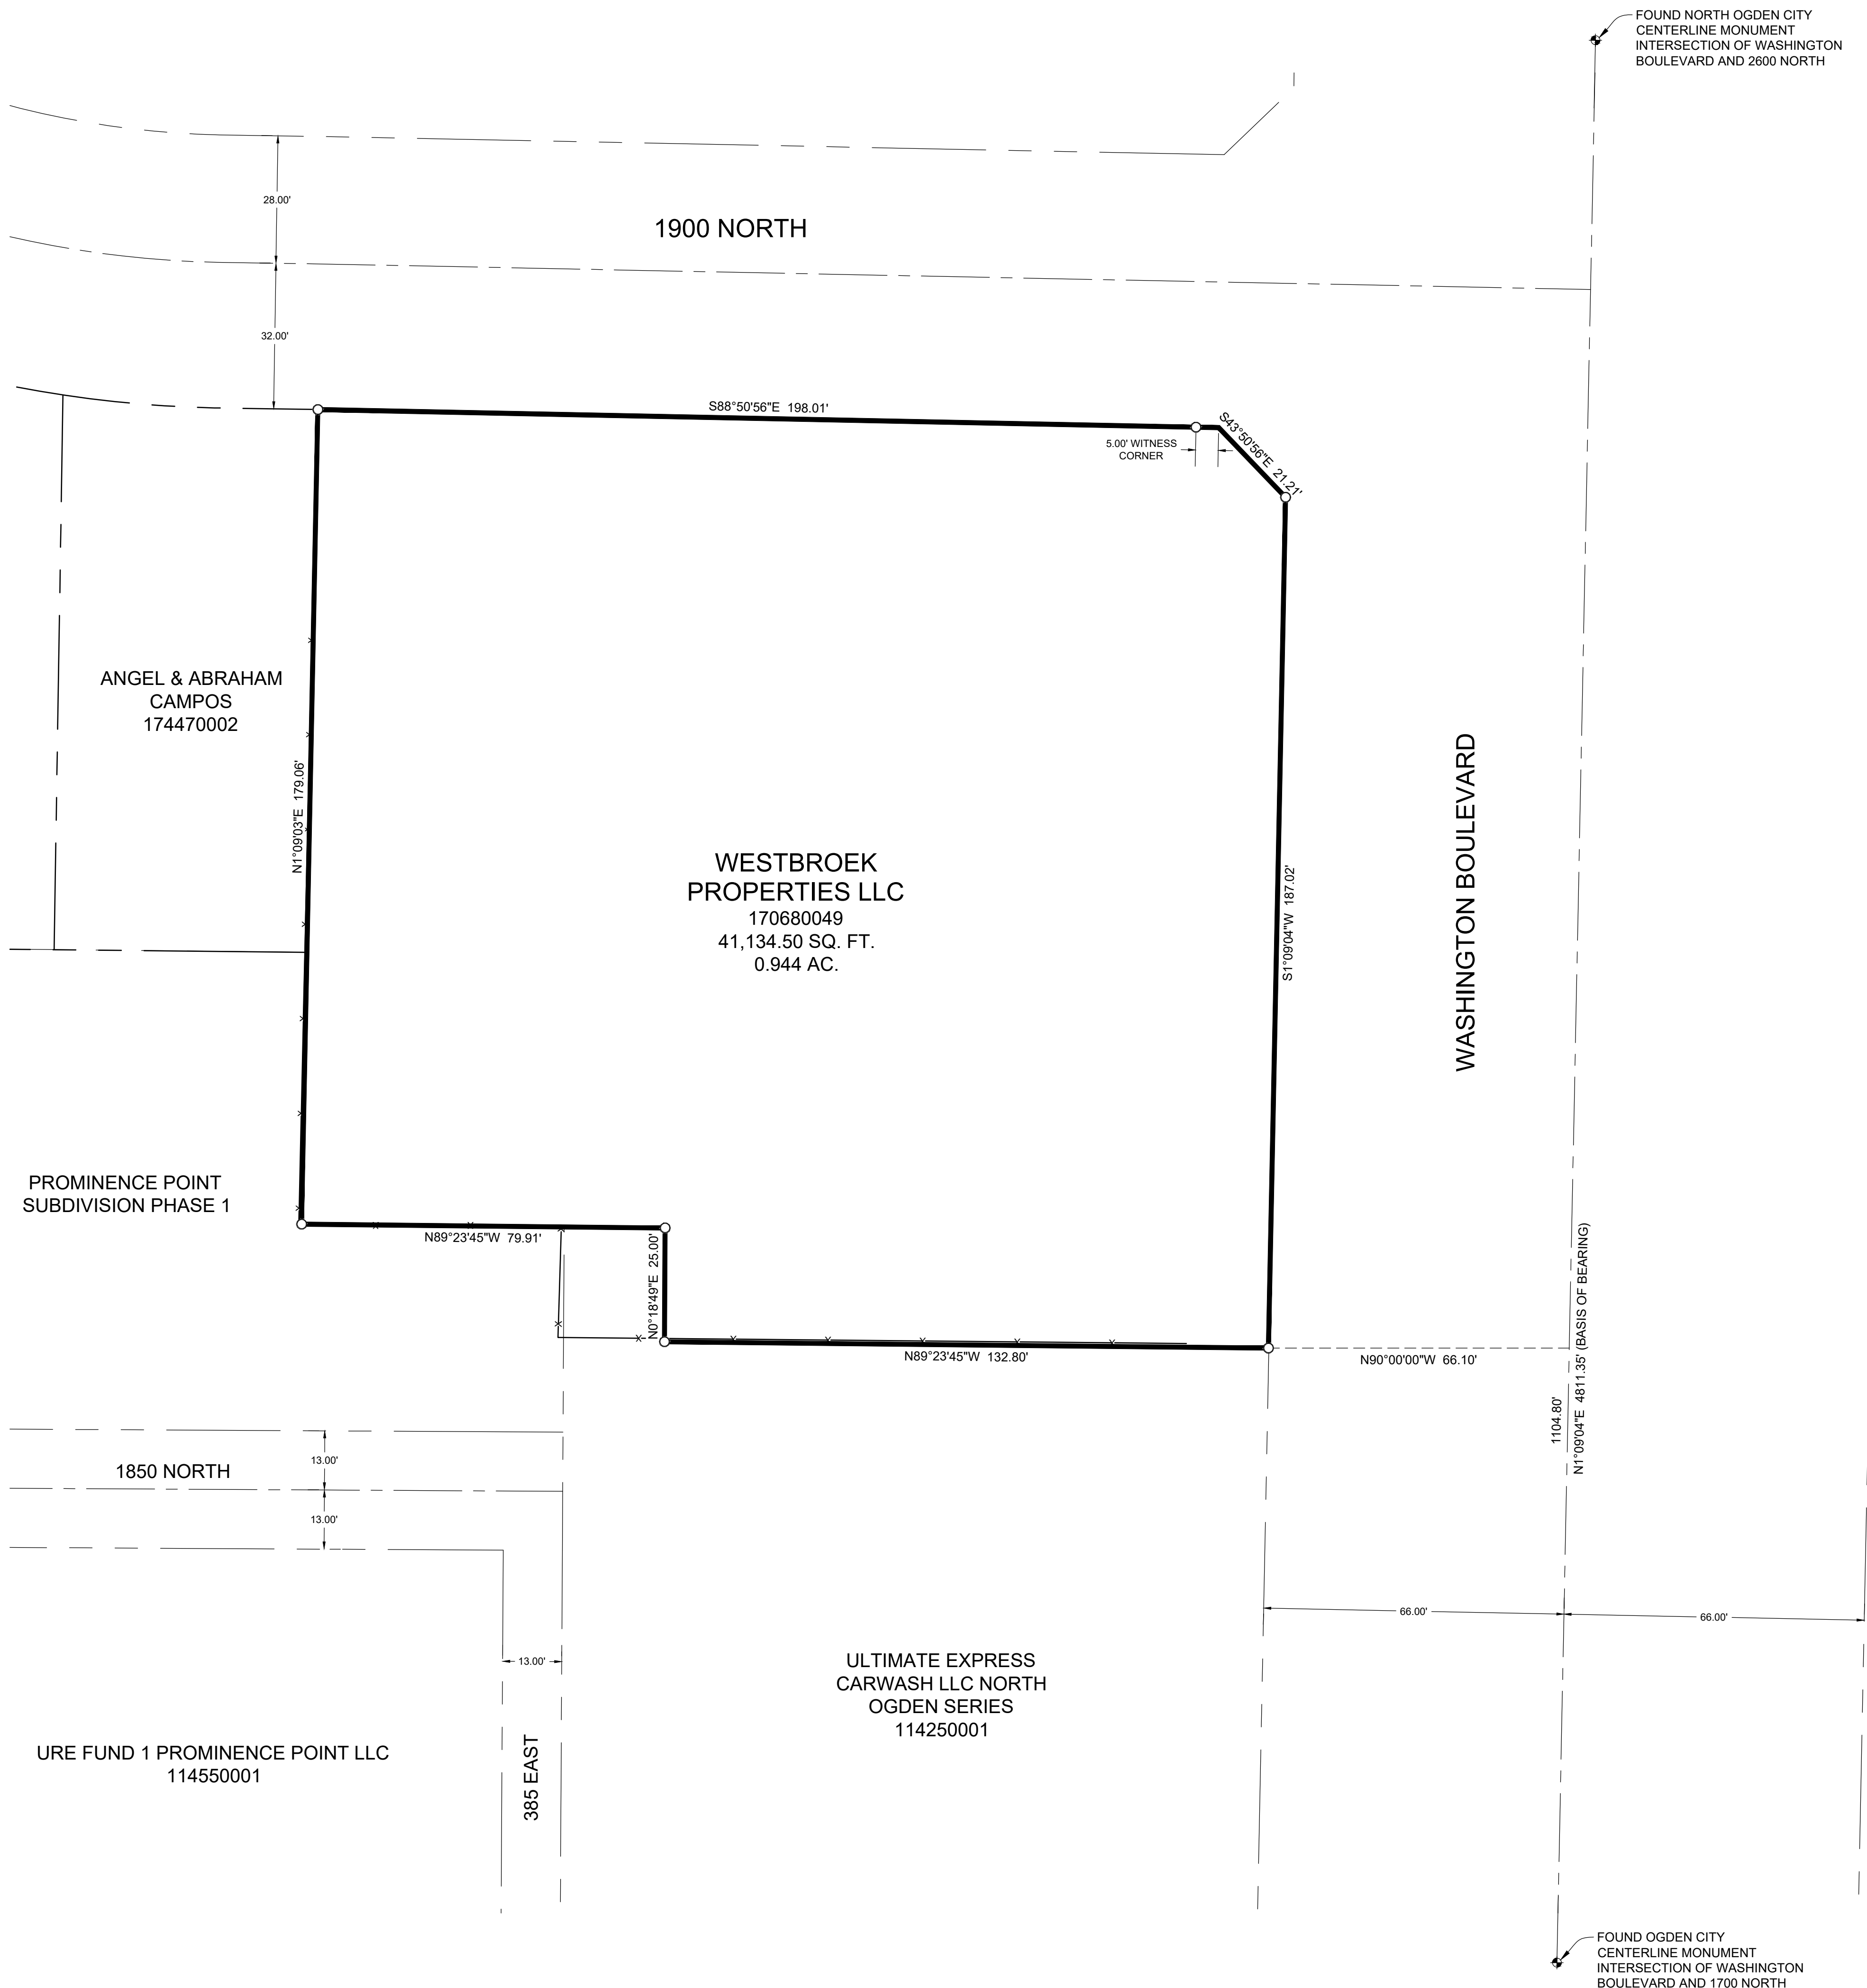 FOUND NORTH OGDEN CITY
CENTERLINE MONUMENT
INTERSECTION OF WASHINGTON
BOULEVARD AND 2600 NORTH
28.00'
1900 NORTH
32.00'
S88°50'56"E 198.01'
S43°50'56"E 21.21'
5.00' WITNESS
CORNER
ANGEL & ABRAHAM
CAMPOS
174470002
N1°09'03"E 179.06'
WESTBROEK
PROPERTIES LLC
170680049
41,134.50 SQ. FT.
0.944 AC.
S1°09'04"W 187.02'
WASHINGTON BOULEVARD
PROMINENCE POINT
SUBDIVISION PHASE 1
N89°23'45"W 79.91'
N0°18'49"E 25.00'
N89°23'45"W 132.80'
N90°00'00"W 66.10'
1104.80'
N1°09'04"E 4811.35' (BASIS OF BEARING)
1850 NORTH
13.00'
13.00'
66.00'
66.00'
13.00'
ULTIMATE EXPRESS
CARWASH LLC NORTH
OGDEN SERIES
114250001
URE FUND 1 PROMINENCE POINT LLC
114550001
385 EAST
FOUND OGDEN CITY
CENTERLINE MONUMENT
INTERSECTION OF WASHINGTON
BOULEVARD AND 1700 NORTH